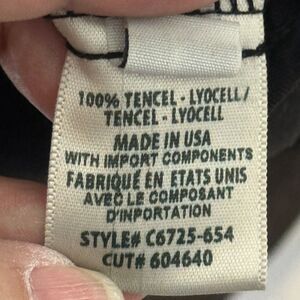 100% TENCEL - LYOCELL /
TENCEL - LYOCELL
MADE IN USA
WITH IMPORT COMPONENTS
FABRIQUÉ EN ETATS UNIS
AVEC LE COMPOSANT
D'INPORTATION
STYLE# C6725-654
CUT# 604640